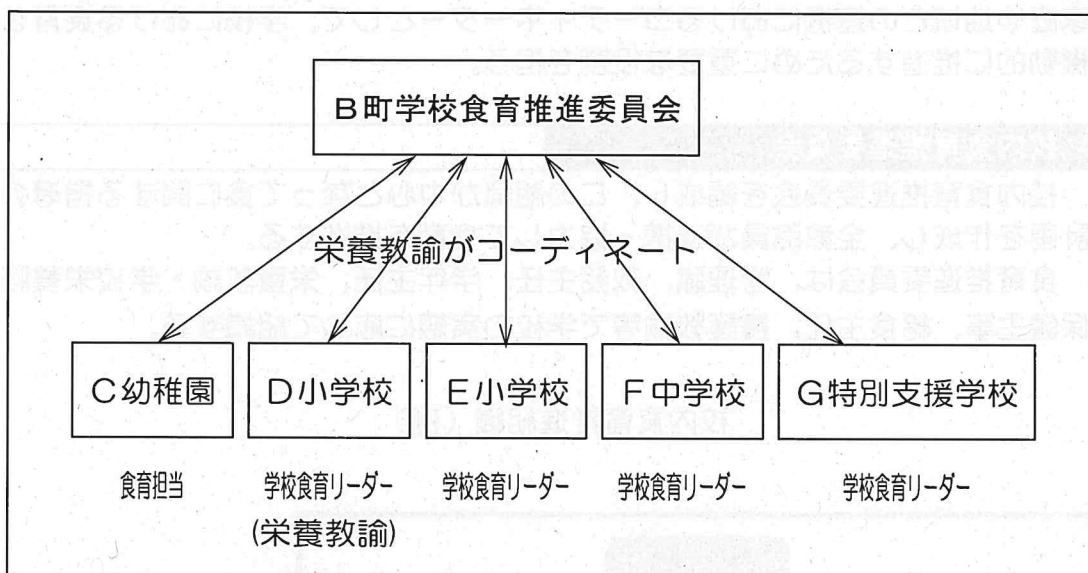 B町学校食育推進委員会
栄養教諭がコーディネート
C幼稚園 D小学校 E小学校 F中学校 G特別支援学校
食育担当 学校食育リーダー 学校食育リーダー 学校食育リーダー 学校食育リーダー
(栄養教諭)